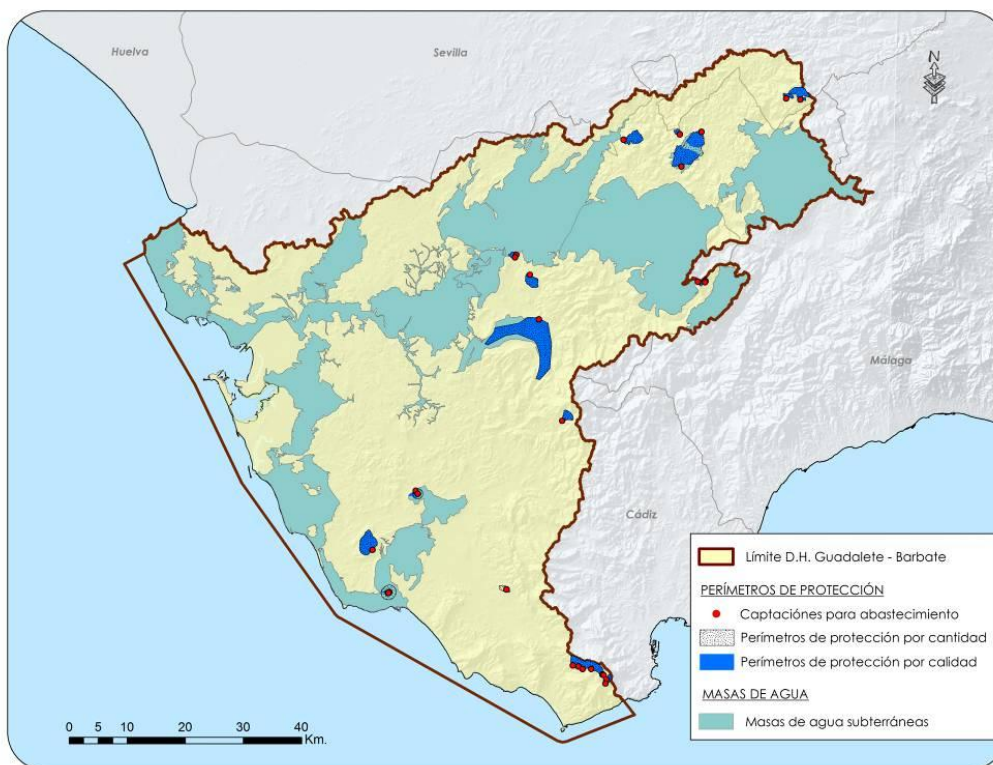 Huelva
Sevilla
N
Málaga
Cádiz
Límite D.H. Guadalete - Barbate
PERÍMETROS DE PROTECCIÓN
Captaciónes para abastecimiento
Perímetros de protección por cantidad
Perímetros de protección por calidad
MASAS DE AGUA
Masas de agua subterráneas
0 5 10 20 30 40
Km.